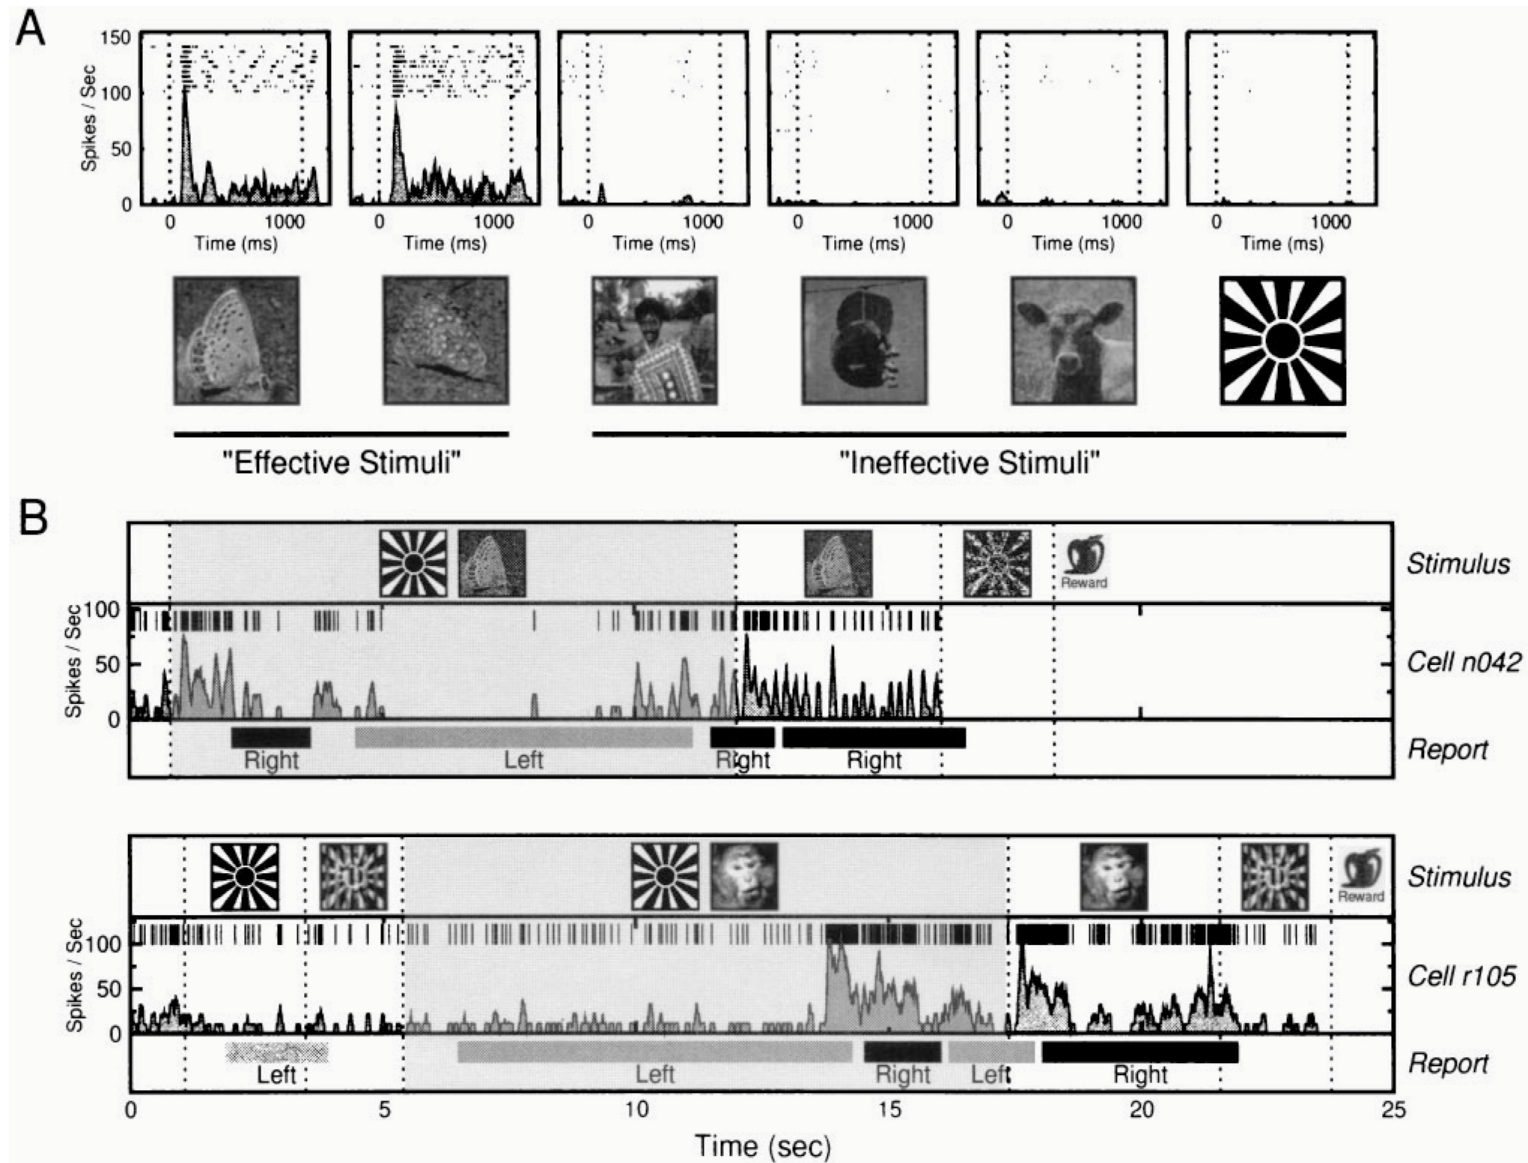 A
150
100
50
0
Spikes / Sec
0 1000 0 1000 0 1000 0 1000 0 1000 0 1000
Time (ms) Time (ms) Time (ms) Time (ms) Time (ms) Time (ms)
"Effective Stimuli" "Ineffective Stimuli"
B
Reward
Stimulus
100
50
0
Spikes / Sec
Cell n042
Right Left Right Right
Report
Reward
Stimulus
100
50
0
Spikes / Sec
Cell r105
Left Left Right Left Right
Report
0 5 10 15 20 25
Time (sec)